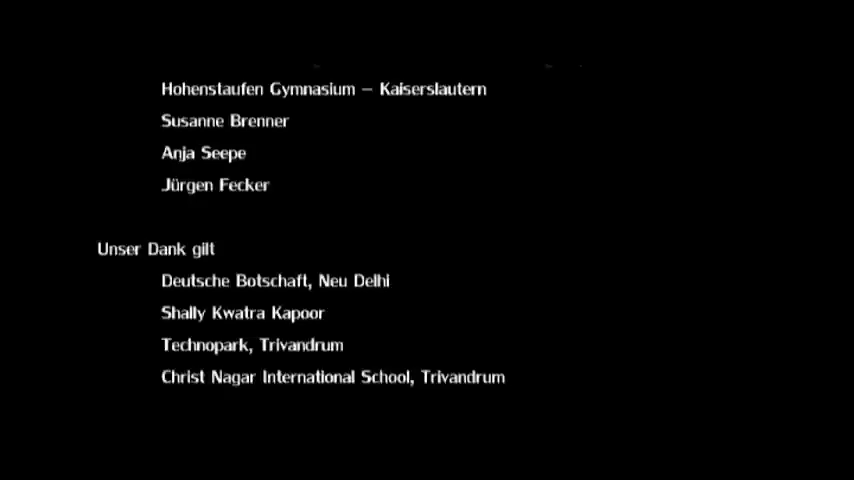 Hohenstaufen Gymnasium – Kaiserslautern
Susanne Brenner
Anja Seepe
Jürgen Fecker
Unser Dank gilt
Deutsche Botschaft, Neu Delhi
Shally Kwatra Kapoor
Technopark, Trivandrum
Christ Nagar International School, Trivandrum